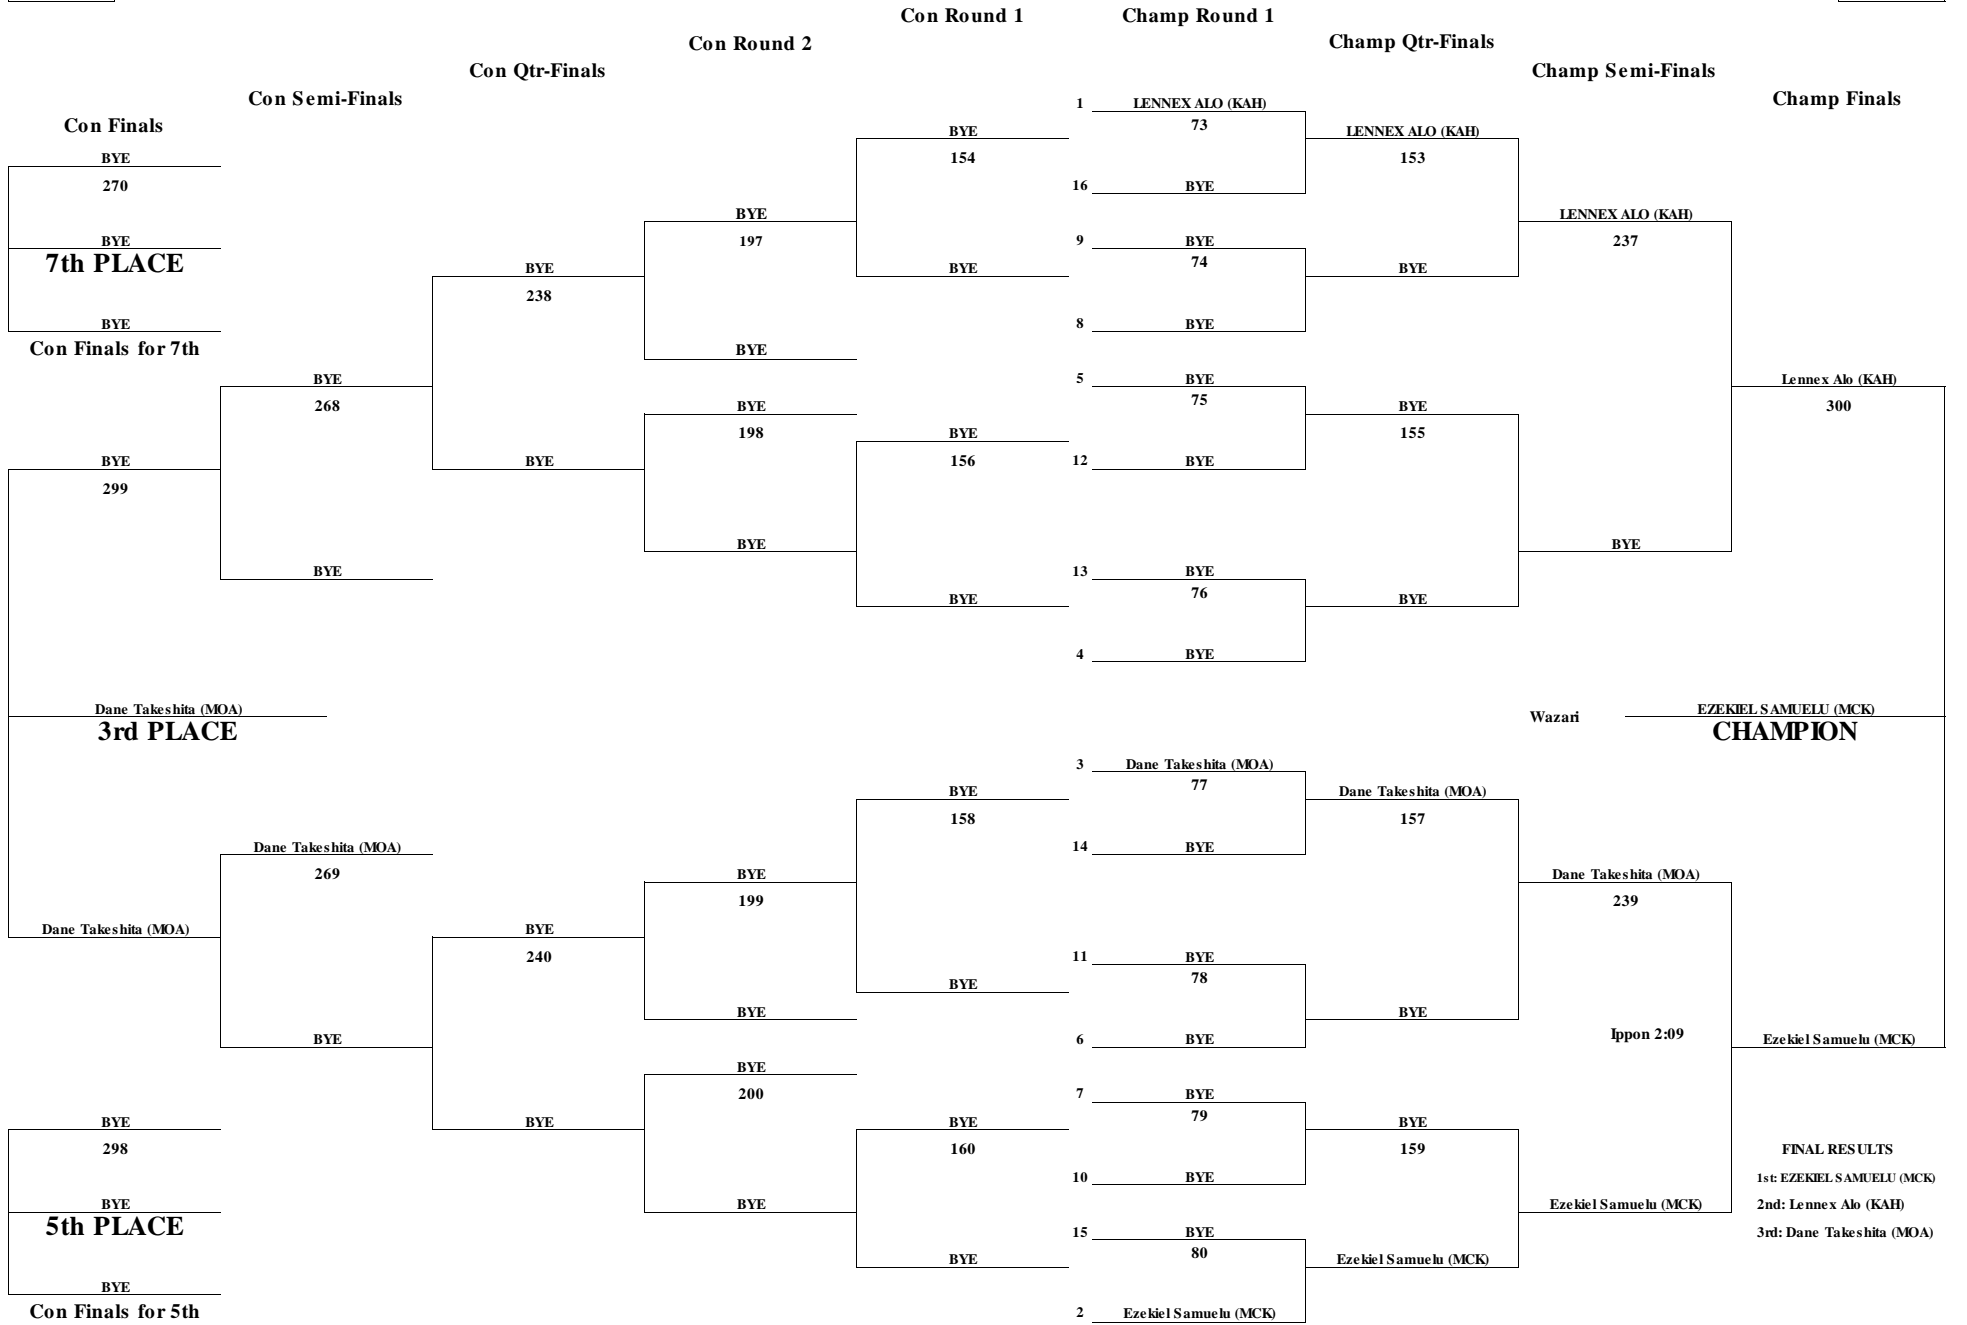 Con Round 1
Champ Round 1
Con Round 2
Champ Qtr-Finals
Con Qtr-Finals
Champ Semi-Finals
Con Semi-Finals
Champ Finals
1 LENNEX ALO (KAH)
Con Finals
73
BYE
LENNEX ALO (KAH)
BYE
154
153
270
16 BYE
BYE
LENNEX ALO (KAH)
BYE
197
9 BYE
237
7th PLACE
74
BYE
BYE
BYE
238
BYE
8 BYE
Con Finals for 7th
BYE
BYE
5 BYE
Lennex Alo (KAH)
268
75
300
BYE
BYE
198
BYE
155
BYE
BYE
156
12 BYE
299
BYE
BYE
BYE
13 BYE
76
BYE
BYE
4 BYE
Dane Takeshita (MOA)
3rd PLACE
Wazari
EZEKIEL SAMUELU (MCK)
CHAMPION
3 Dane Takeshita (MOA)
77
BYE
Dane Takeshita (MOA)
158
157
Dane Takeshita (MOA)
14 BYE
269
BYE
Dane Takeshita (MOA)
199
239
Dane Takeshita (MOA)
BYE
240
11 BYE
78
BYE
BYE
BYE
Ippon 2:09
BYE
6 BYE
Ezekiel Samuelu (MCK)
BYE
200
7 BYE
79
BYE
BYE
BYE
BYE
298
160
159
FINAL RESULTS
10 BYE
1st: EZEKIEL SAMUELU (MCK)
BYE
BYE
Ezekiel Samuelu (MCK)
2nd: Lennex Alo (KAH)
5th PLACE
15 BYE
3rd: Dane Takeshita (MOA)
80
BYE
Ezekiel Samuelu (MCK)
BYE
Con Finals for 5th
2 Ezekiel Samuelu (MCK)